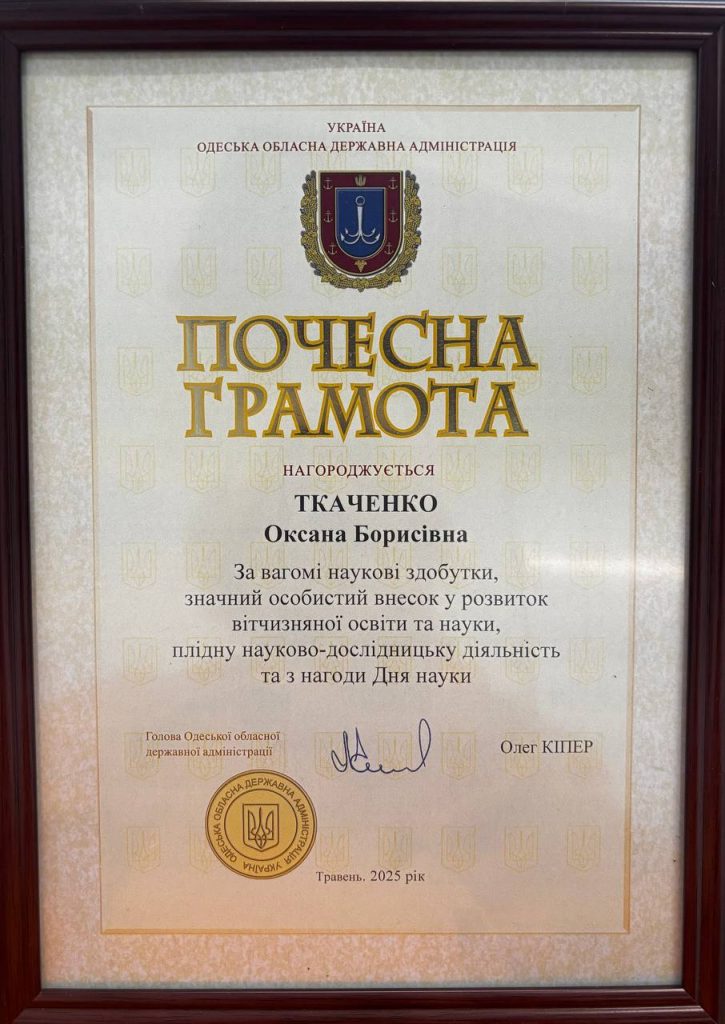 УКРАЇНА
ОДЕСЬКА ОБЛАСНА ДЕРЖАВНА АДМІНІСТРАЦІЯ
ПОЧЕСНА
ГРАМОТА
НАГОРОДЖУЄТЬСЯ
ТКАЧЕНКО
Оксана Борисівна
За вагомі наукові здобутки,
значний особистий внесок у розвиток
вітчизняної освіти та науки,
плідну науково-дослідницьку діяльність
та з нагоди Дня науки
Голова Одеської обласної
державної адміністрації
Олег КІПЕР
ОДЕСЬКА ОБЛАСНА ДЕРЖАВНА АДМІНІСТРАЦІЯ УКРАЇНА
Травень. 2025 рік